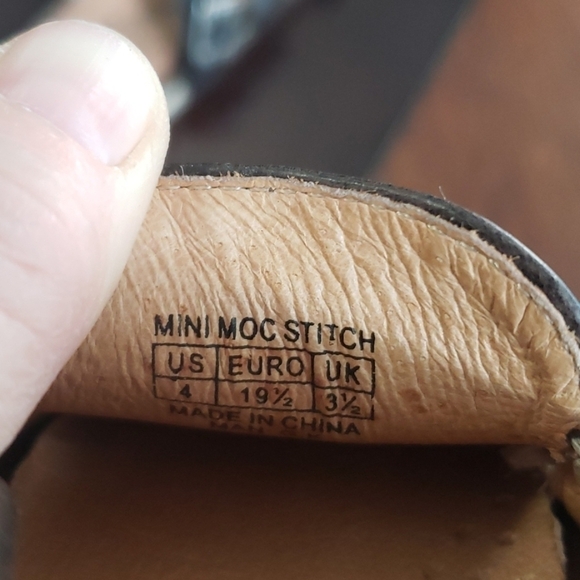 MINI MOC STITCH
US EURO UK
4 19½ 3½
MADE IN CHINA